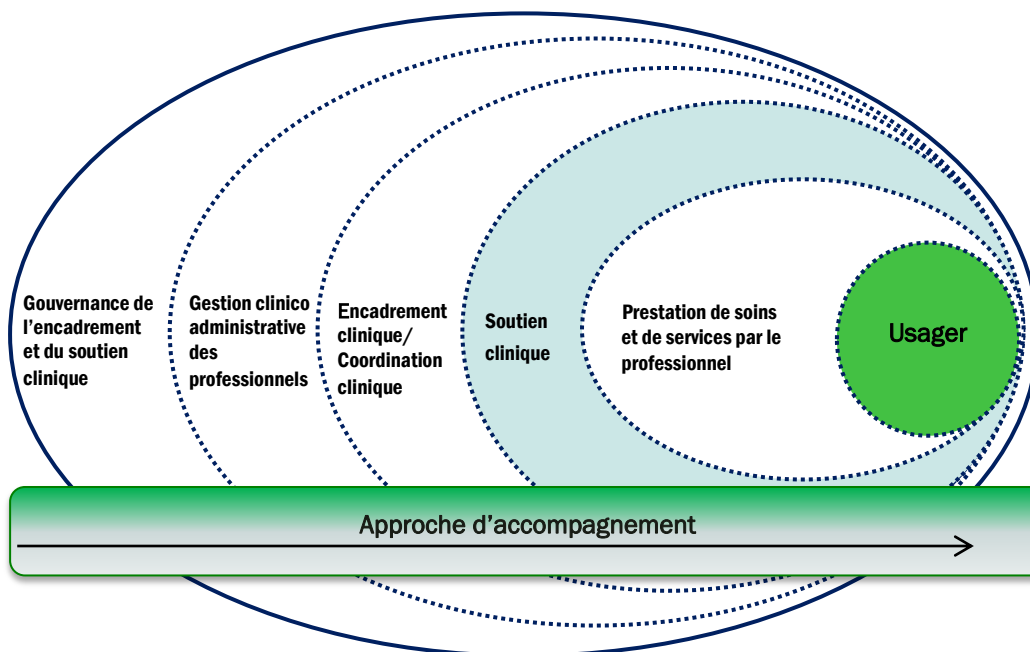 Gouvernance de
l'encadrement
et du soutien
clinique
Gestion clinico
administrative
des
professionnels
Encadrement
clinique/
Coordination
clinique
Soutien
clinique
Prestation de soins
et de services par le
professionnel
Usager
Approche d'accompagnement